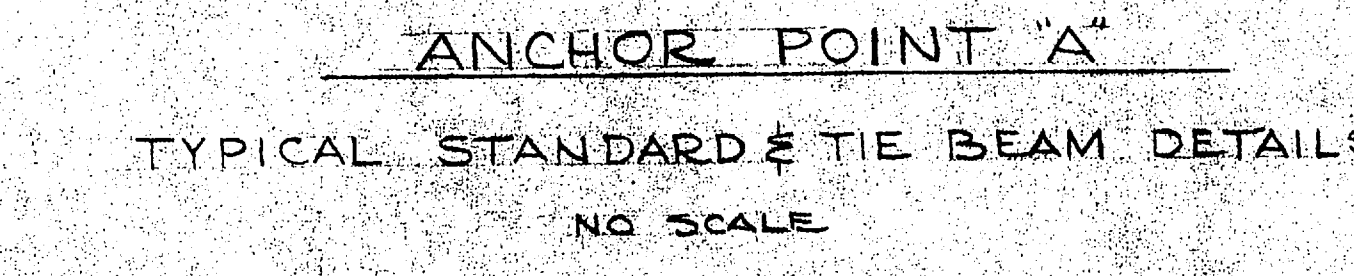 ANCHOR POINT "A"
TYPICAL STANDARD & TIE BEAM DETAILS
NO SCALE